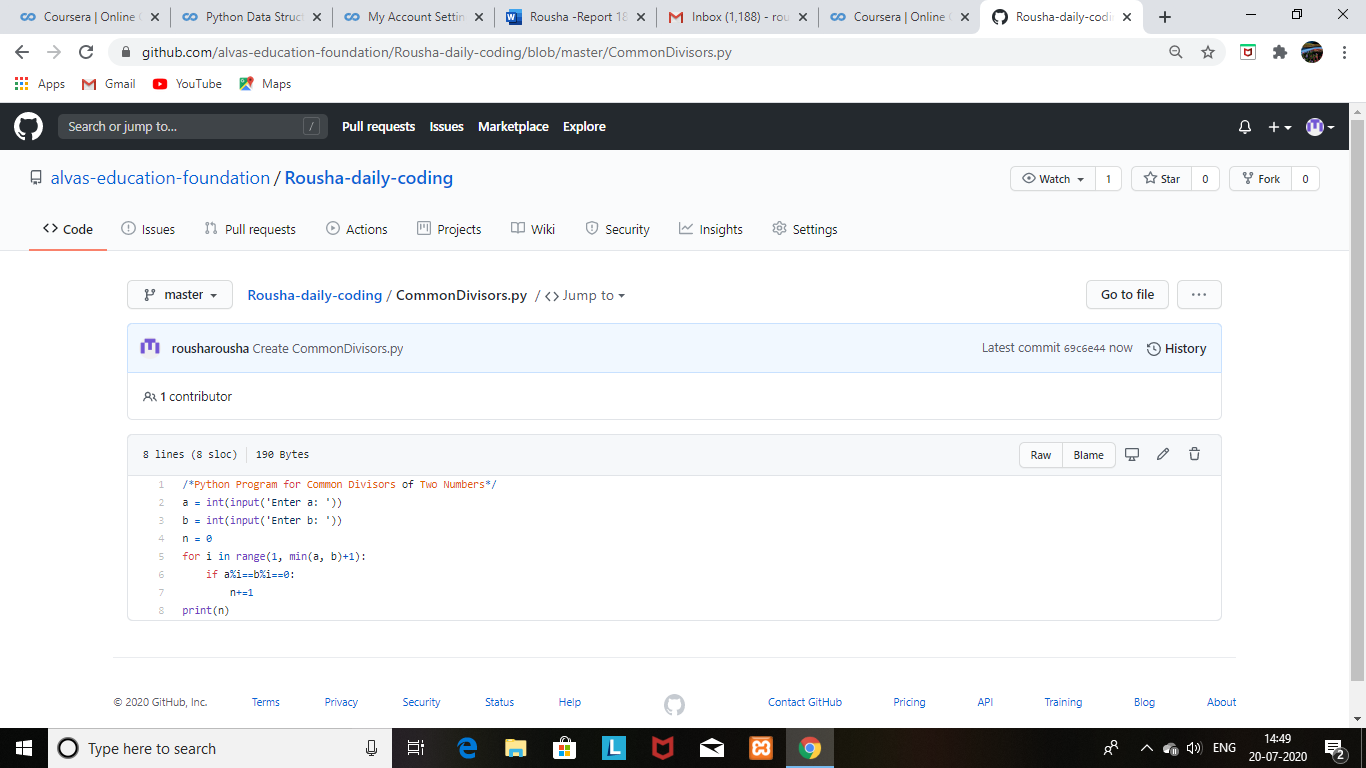 Coursera | Online C
Python Data Struct
My Account Settin
Rousha -Report 18
Inbox (1,188) - rou
Coursera | Online C
Rousha-daily-codi
github.com/alvas-education-foundation/Rousha-daily-coding/blob/master/CommonDivisors.py
Apps Gmail YouTube Maps
Search or jump to... /
Pull requests Issues Marketplace Explore
alvas-education-foundation / Rousha-daily-coding
Watch 1 Star 0 Fork 0
Code Issues Pull requests Actions Projects Wiki Security Insights Settings
master Rousha-daily-coding / CommonDivisors.py / <> Jump to Go to file ...
rousharousha Create CommonDivisors.py Latest commit 69c6e44 now History
1 contributor
8 lines (8 sloc) 190 Bytes Raw Blame
1 /*Python Program for Common Divisors of Two Numbers*/
2 a = int(input('Enter a: '))
3 b = int(input('Enter b: '))
4 n = 0
5 for i in range(1, min(a, b)+1):
6     if a%i==b%i==0:
7         n+=1
8 print(n)
© 2020 GitHub, Inc. Terms Privacy Security Status Help Contact GitHub Pricing API Training Blog About
Type here to search
ENG
14:49
20-07-2020
2